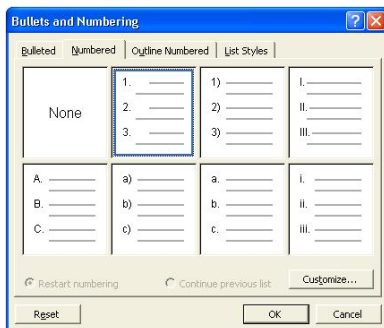 Bullets and Numbering
Bulleted Numbered Outline Numbered List Styles
None
1.
2.
3.
1)
2)
3)
I.
II.
III.
A.
B.
C.
a)
b)
c)
a.
b.
c.
i.
ii.
iii.
Restart numbering Continue previous list Customize...
Reset OK Cancel